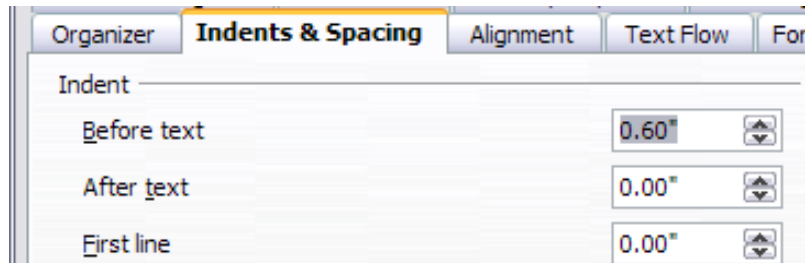 Organizer Indents & Spacing Alignment Text Flow
Indent
Before text 0.60"
After text 0.00"
First line 0.00"